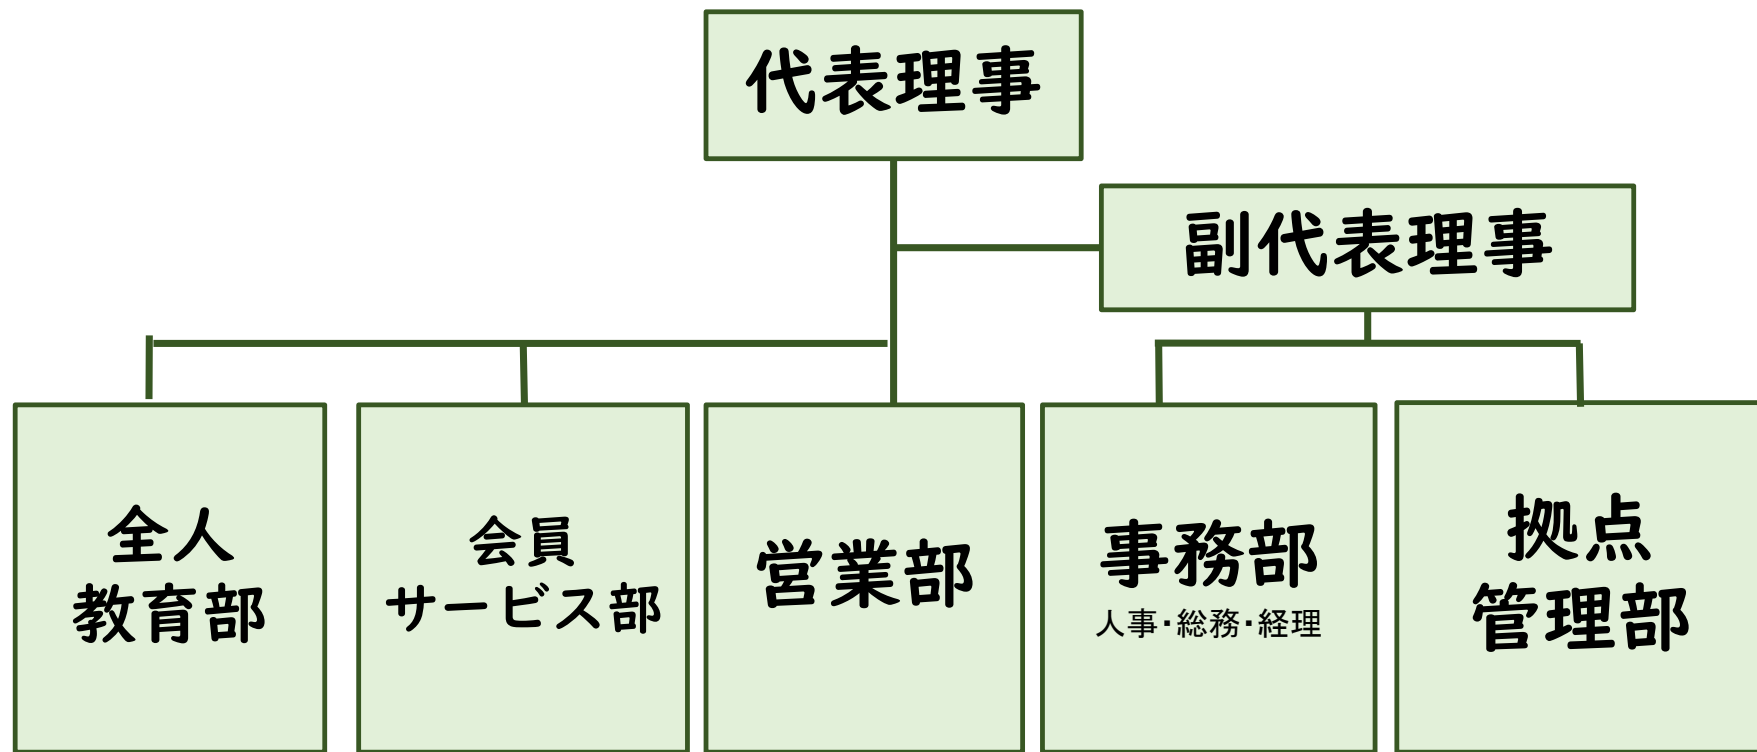 代表理事
副代表理事
全人
教育部
会員
サービス部
営業部
事務部
人事・総務・経理
拠点
管理部